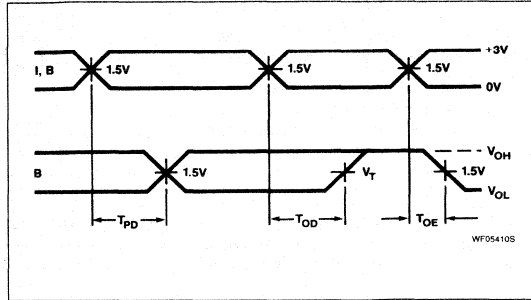 +3V
I, B
1.5V
1.5V
1.5V
0V
VOH
B
1.5V
VT
1.5V
VOL
TPD
TOD
TOE
WF05410S